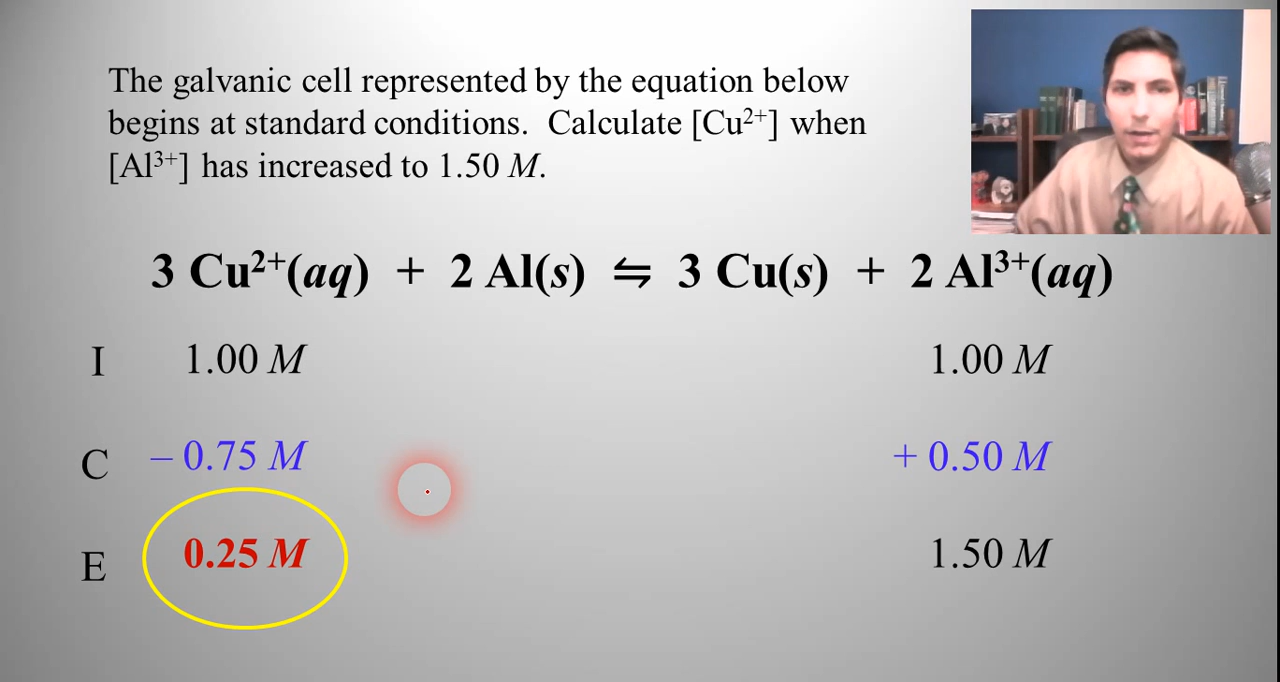 The galvanic cell represented by the equation below
begins at standard conditions. Calculate [Cu²⁺] when
[Al³⁺] has increased to 1.50 M.
3 Cu²⁺(aq) + 2 Al(s) ⇋ 3 Cu(s) + 2 Al³⁺(aq)
I 1.00 M 1.00 M
C – 0.75 M + 0.50 M
E 0.25 M 1.50 M